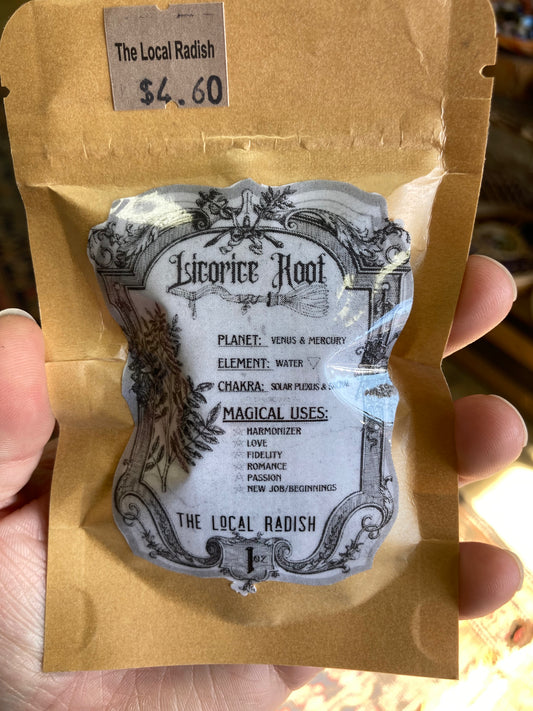 The Local Radish
$4.60
Licorice Root
PLANET: VENUS & MERCURY
ELEMENT: WATER
CHAKRA: SOLAR PLEXUS & SACRAL
MAGICAL USES:
HARMONIZER
LOVE
FIDELITY
ROMANCE
PASSION
NEW JOB/BEGINNINGS
THE LOCAL RADISH
1oz